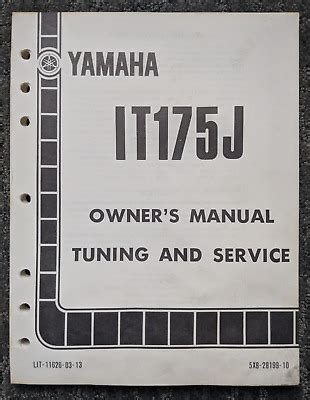 YAMAHA
IT175J
OWNER'S MANUAL
TUNING AND SERVICE
LIT-11626-03-13
5X8-28199-10